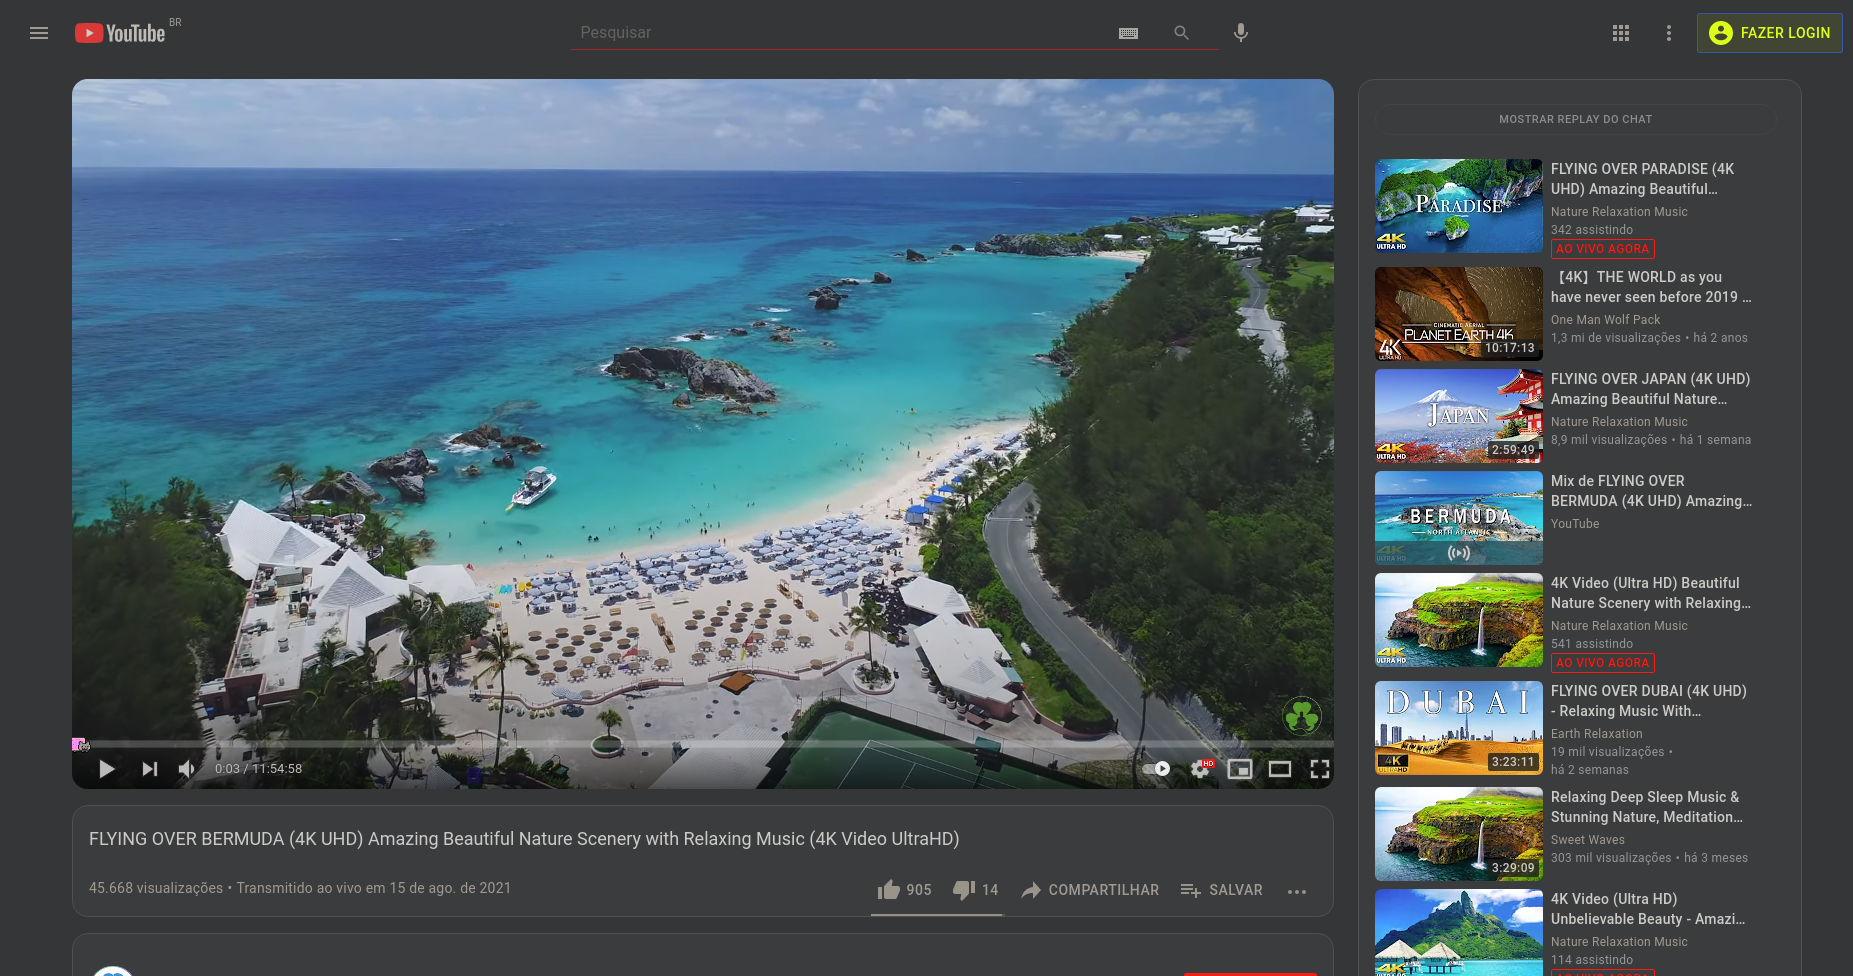 YouTube BR
Pesquisar
FAZER LOGIN
0:03 / 11:54:58
HD
FLYING OVER BERMUDA (4K UHD) Amazing Beautiful Nature Scenery with Relaxing Music (4K Video UltraHD)
45.668 visualizações • Transmitido ao vivo em 15 de ago. de 2021
905
14
COMPARTILHAR
SALVAR
MOSTRAR REPLAY DO CHAT
PARADISE
4K
ULTRA HD
FLYING OVER PARADISE (4K
UHD) Amazing Beautiful…
Nature Relaxation Music
342 assistindo
AO VIVO AGORA
CINEMATIC AERIAL
PLANET EARTH 4K
4K
ULTRA HD
10:17:13
【4K】THE WORLD as you
have never seen before 2019 …
One Man Wolf Pack
1,3 mi de visualizações • há 2 anos
JAPAN
4K
ULTRA HD
2:59:49
FLYING OVER JAPAN (4K UHD)
Amazing Beautiful Nature…
Nature Relaxation Music
8,9 mil visualizações • há 1 semana
BERMUDA
NORTH ATLANTIC
4K
ULTRA HD
Mix de FLYING OVER
BERMUDA (4K UHD) Amazing…
YouTube
4K
ULTRA HD
4K Video (Ultra HD) Beautiful
Nature Scenery with Relaxing…
Nature Relaxation Music
541 assistindo
AO VIVO AGORA
DUBAI
4K
ULTRAHD
3:23:11
FLYING OVER DUBAI (4K UHD)
- Relaxing Music With…
Earth Relaxation
19 mil visualizações •
há 2 semanas
3:29:09
Relaxing Deep Sleep Music &
Stunning Nature, Meditation…
Sweet Waves
303 mil visualizações • há 3 meses
4K
4K Video (Ultra HD)
Unbelievable Beauty - Amazi…
Nature Relaxation Music
114 assistindo